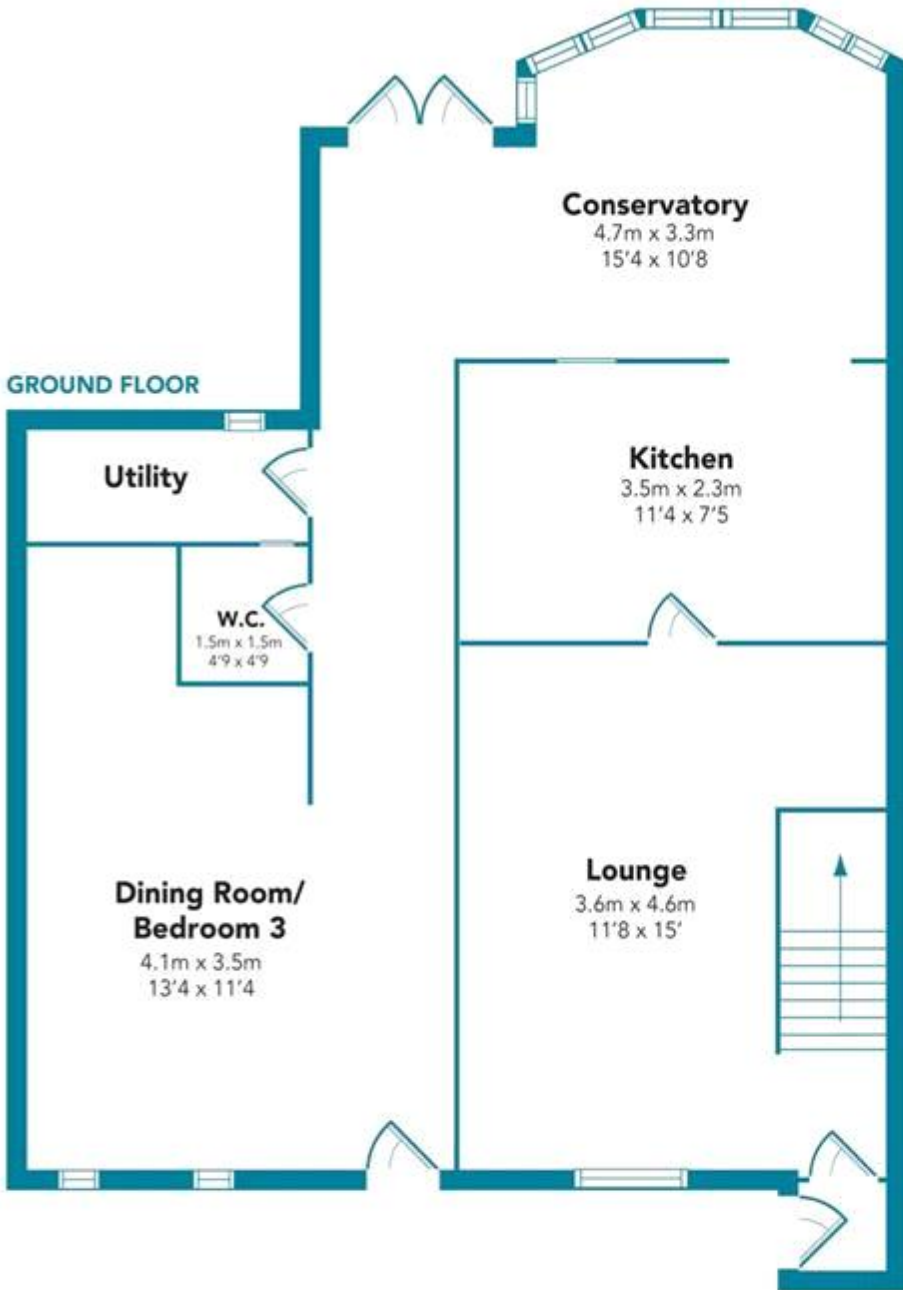 Conservatory
4.7m x 3.3m
15'4 x 10'8
GROUND FLOOR
Utility
Kitchen
3.5m x 2.3m
11'4 x 7'5
W.C.
1.5m x 1.5m
4'9 x 4'9
Dining Room/
Bedroom 3
4.1m x 3.5m
13'4 x 11'4
Lounge
3.6m x 4.6m
11'8 x 15'